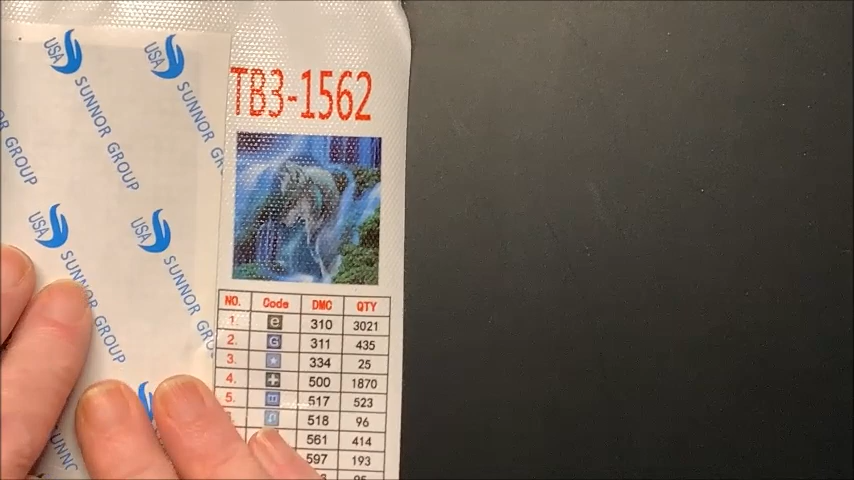 USA SUNNOR GROUP
USA SUNNOR GROUP
GROUP
USA SUNNOR GROUP
USA SUNNOR GROUP
TB3-1562
NO. Code DMC QTY
1. e 310 3021
2. G 311 435
3. ★ 334 25
4. + 500 1870
5. 517 523
518 96
561 414
597 193